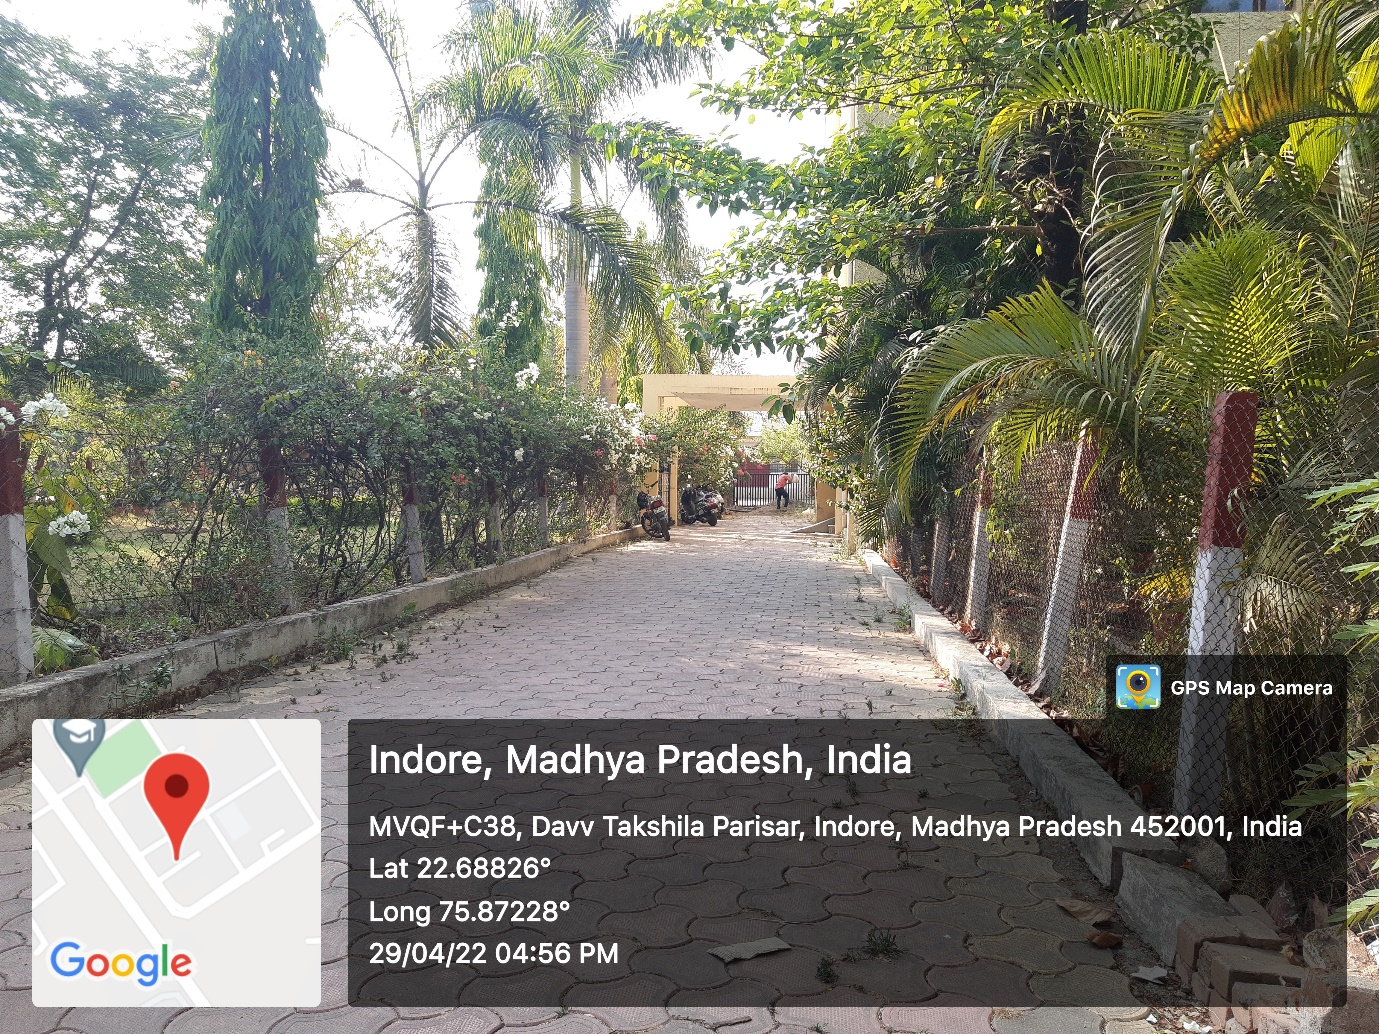 GPS Map Camera
Indore, Madhya Pradesh, India
MVQF+C38, Davv Takshila Parisar, Indore, Madhya Pradesh 452001, India
Lat 22.68826°
Long 75.87228°
29/04/22 04:56 PM
Google